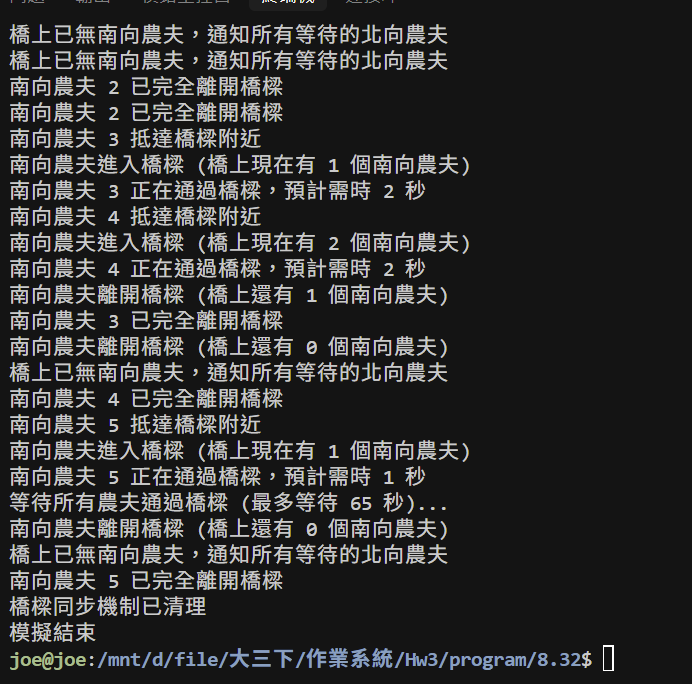 橋上已無南向農夫，通知所有等待的北向農夫
橋上已無南向農夫，通知所有等待的北向農夫
南向農夫 2 已完全離開橋樑
南向農夫 2 已完全離開橋樑
南向農夫 3 抵達橋樑附近
南向農夫進入橋樑 (橋上現在有 1 個南向農夫)
南向農夫 3 正在通過橋樑，預計需時 2 秒
南向農夫 4 抵達橋樑附近
南向農夫進入橋樑 (橋上現在有 2 個南向農夫)
南向農夫 4 正在通過橋樑，預計需時 2 秒
南向農夫離開橋樑 (橋上還有 1 個南向農夫)
南向農夫 3 已完全離開橋樑
南向農夫離開橋樑 (橋上還有 0 個南向農夫)
橋上已無南向農夫，通知所有等待的北向農夫
南向農夫 4 已完全離開橋樑
南向農夫 5 抵達橋樑附近
南向農夫進入橋樑 (橋上現在有 1 個南向農夫)
南向農夫 5 正在通過橋樑，預計需時 1 秒
等待所有農夫通過橋樑 (最多等待 65 秒)...
南向農夫離開橋樑 (橋上還有 0 個南向農夫)
橋上已無南向農夫，通知所有等待的北向農夫
南向農夫 5 已完全離開橋樑
橋樑同步機制已清理
模擬結束
joe@joe:/mnt/d/file/大三下/作業系統/Hw3/program/8.32$